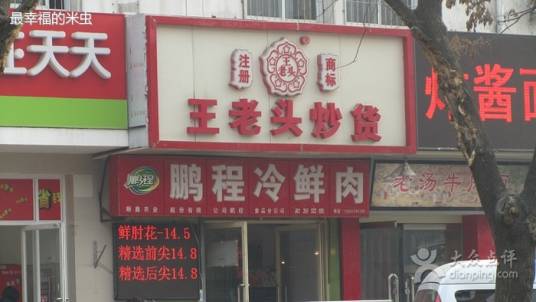 最幸福的米虫
天天
注册
王老头
商标
王老头炒货
炸酱面
鹏程
鹏程冷鲜肉
老汤牛
鲜肘花-14.5
精选前尖14.8
精选后尖14.8
大众点评
dianping.com